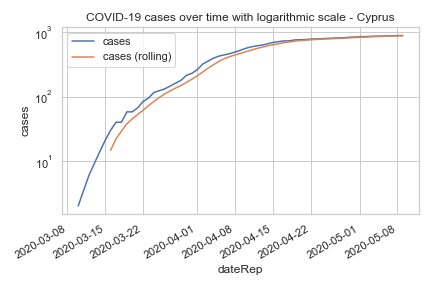 COVID-19 cases over time with logarithmic scale - Cyprus
cases
cases (rolling)
10³
10²
10¹
cases
2020-03-08
2020-03-15
2020-03-22
2020-04-01
2020-04-08
2020-04-15
2020-04-22
2020-05-01
2020-05-08
dateRep